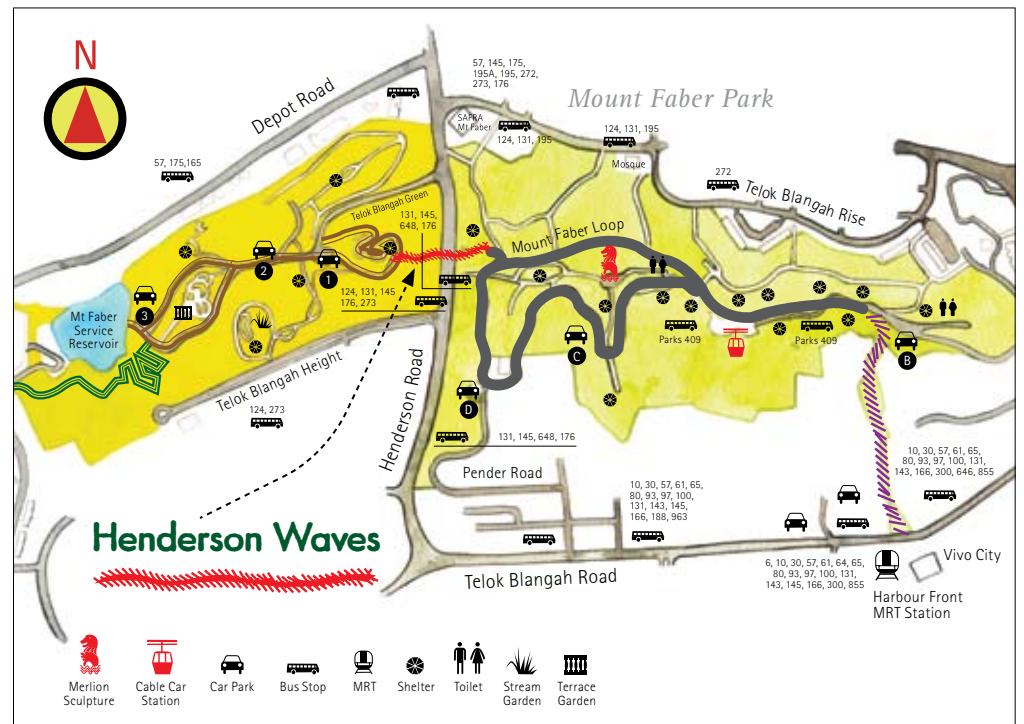 N
Depot Road
57, 145, 175,
195A, 195, 272,
273, 176
Mount Faber Park
SAFRA
Mt Faber
124, 131, 195
124, 131, 195
Mosque
57, 175,165
272
Telok Blangah Rise
Telok Blangah Green
131, 145,
648, 176
Mount Faber Loop
2
1
124, 131, 145
176, 273
3
Mt Faber
Service
Reservoir
Parks 409
Parks 409
C
B
Telok Blangah Height
D
124, 273
Henderson Road
131, 145, 648, 176
Pender Road
10, 30, 57, 61, 65,
80, 93, 97, 100,
131, 143, 145,
166, 188, 963
10, 30, 57, 61, 65,
80, 93, 97, 100, 131,
143, 166, 300, 646, 855
Henderson Waves
Telok Blangah Road
6, 10, 30, 57, 61, 64, 65,
80, 93, 97, 100, 131,
143, 145, 166, 300, 855
Vivo City
Harbour Front
MRT Station
Merlion
Sculpture
Cable Car
Station
Car Park
Bus Stop
MRT
Shelter
Toilet
Stream
Garden
Terrace
Garden